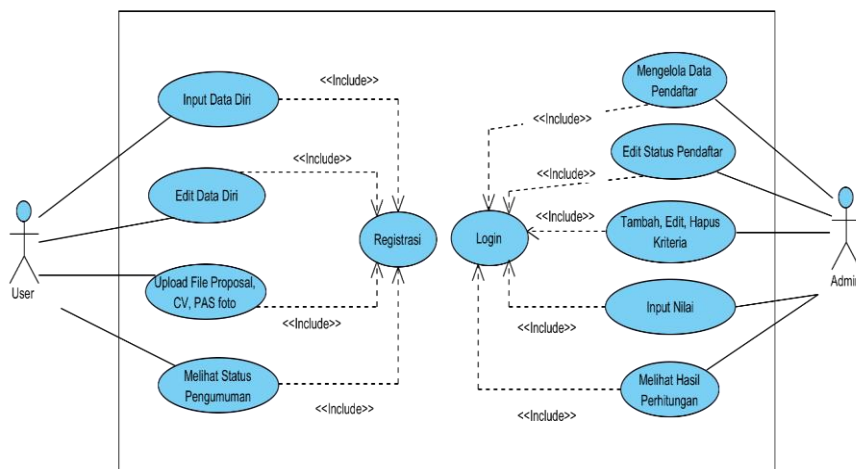 <<Include>>
Mengelola Data
Pendaftar
Input Data Diri
<<Include>>
Edit Status Pendaftar
<<Include>>
<<Include>>
Edit Data Diri
<<Include>>
Tambah, Edit, Hapus
Kriteria
Registrasi
Login
User
Admin
Upload File Proposal,
CV, PAS foto
Input Nilai
<<Include>>
<<Include>>
Melihat Status
Pengumuman
Melihat Hasil
Perhitungan
<<Include>>
<<Include>>